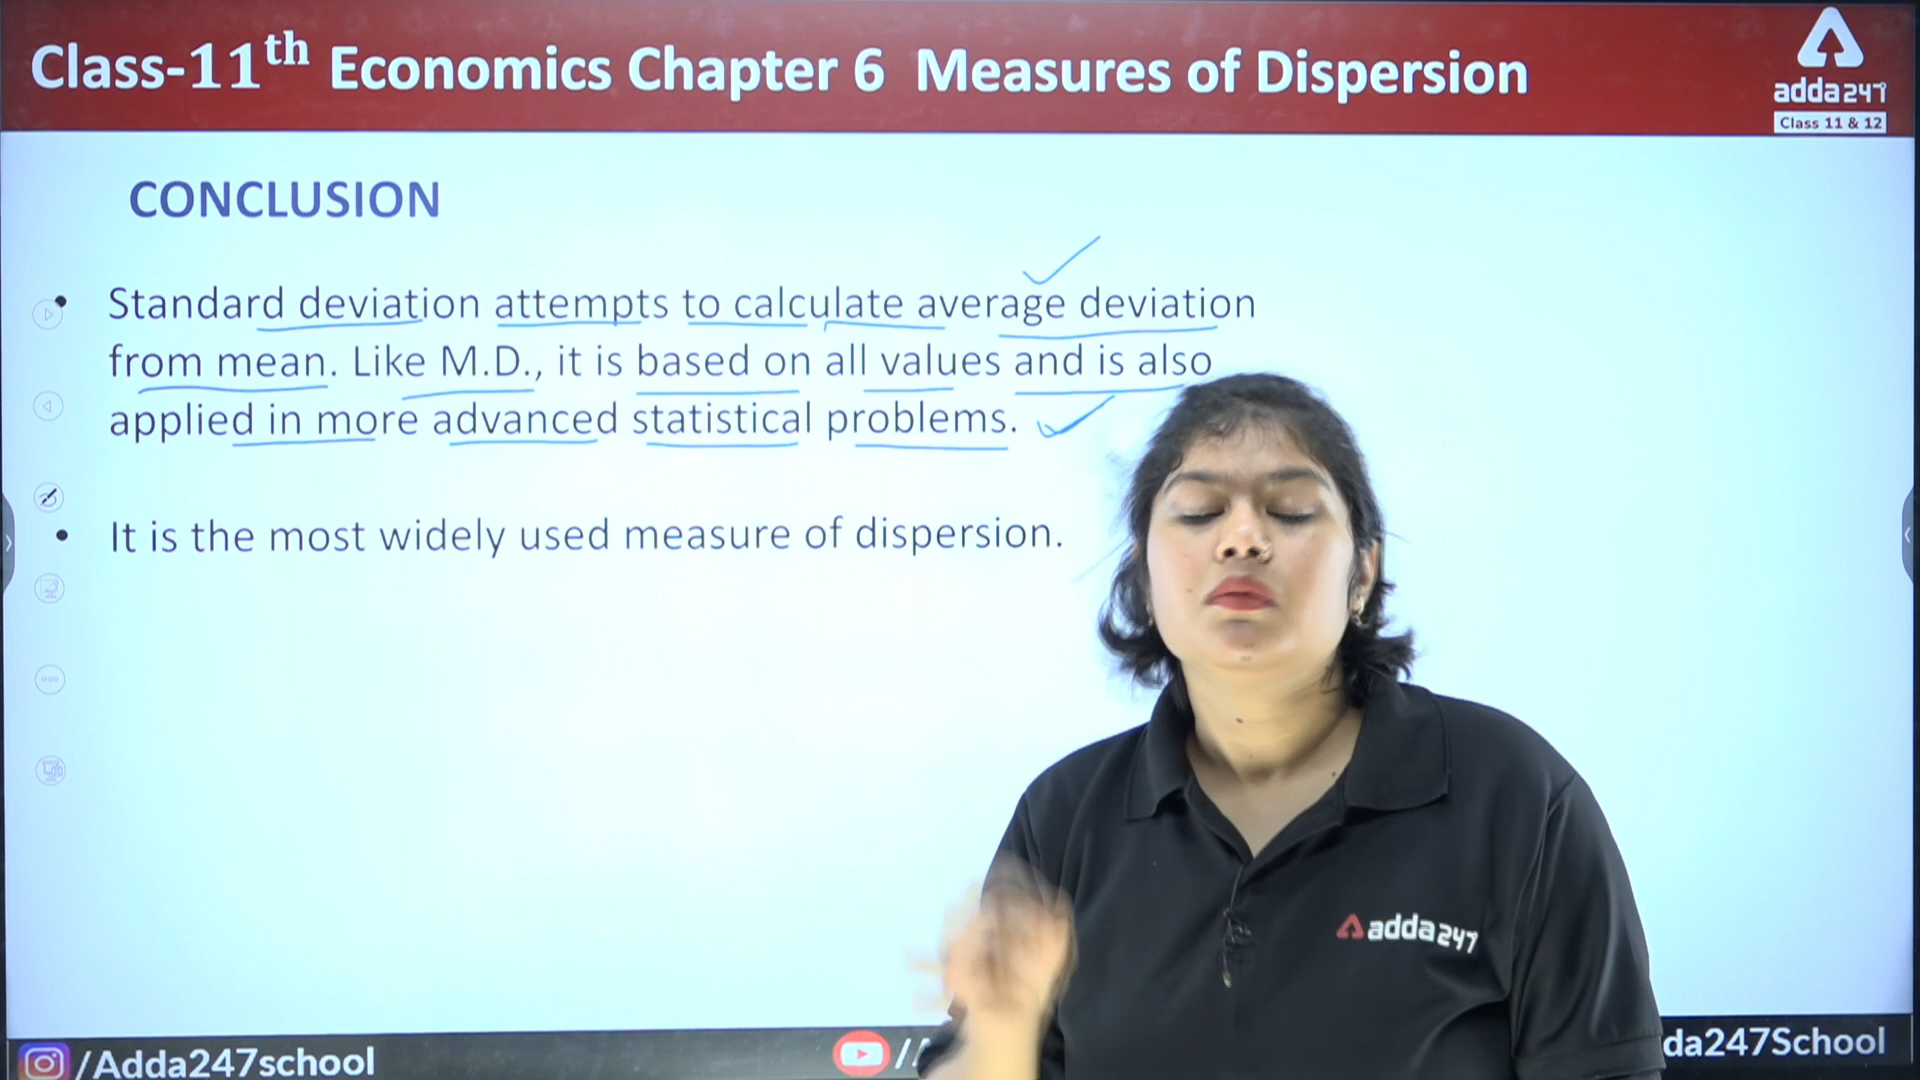 Class-11th Economics Chapter 6 Measures of Dispersion
adda247
Class 11 & 12
CONCLUSION
• Standard deviation attempts to calculate average deviation
from mean. Like M.D., it is based on all values and is also
applied in more advanced statistical problems.
• It is the most widely used measure of dispersion.
adda247
/Adda247school
da247School